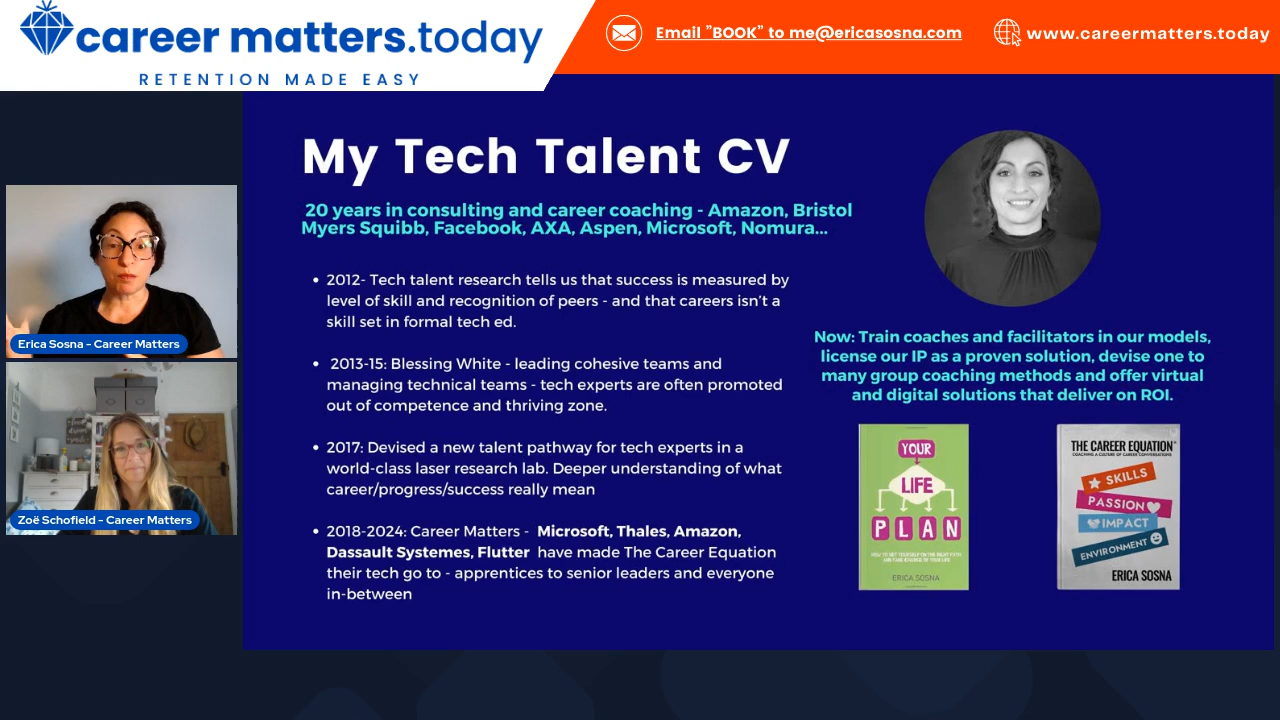 career matters.today
RETENTION MADE EASY
Email "BOOK" to me@ericasosna.com
www.careermatters.today
My Tech Talent CV
20 years in consulting and career coaching - Amazon, Bristol
Myers Squibb, Facebook, AXA, Aspen, Microsoft, Nomura...
• 2012- Tech talent research tells us that success is measured by
level of skill and recognition of peers - and that careers isn't a
skill set in formal tech ed.
• 2013-15: Blessing White - leading cohesive teams and
managing technical teams - tech experts are often promoted
out of competence and thriving zone.
• 2017: Devised a new talent pathway for tech experts in a
world-class laser research lab. Deeper understanding of what
career/progress/success really mean
• 2018-2024: Career Matters - Microsoft, Thales, Amazon,
Dassault Systemes, Flutter have made The Career Equation
their tech go to - apprentices to senior leaders and everyone
in-between
Now: Train coaches and facilitators in our models,
license our IP as a proven solution, devise one to
many group coaching methods and offer virtual
and digital solutions that deliver on ROI.
YOUR
LIFE
PLAN
ERICA SOSNA
THE CAREER EQUATION®
COACHING A CULTURE OF CAREER CONVERSATIONS
SKILLS
PASSION
IMPACT
ENVIRONMENT
ERICA SOSNA
Erica Sosna – Career Matters
Zoë Schofield – Career Matters